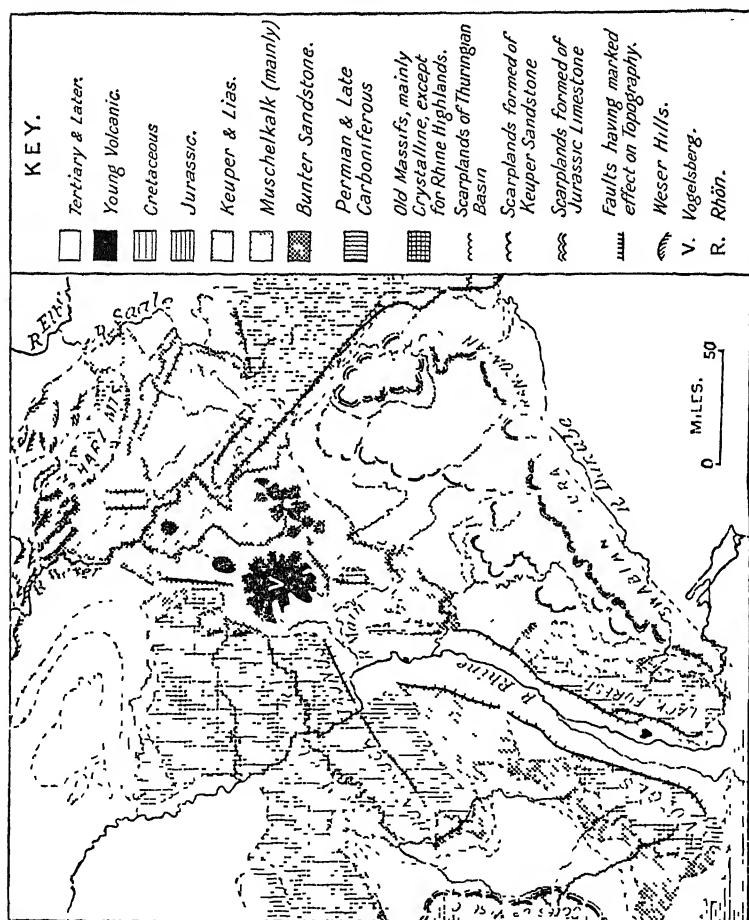 KEY.
Tertiary & Later.
Young Volcanic.
Cretaceous
Jurassic.
Keuper & Lias.
Muschelkalk (mainly)
Bunter Sandstone.
Permian & Late
Carboniferous
Old Massifs, mainly
Crystalline, except
for Rhine Highlands.
Scarplands of Thuringian
Basin
Scarplands formed of
Keuper Sandstone
Scarplands formed of
Jurassic Limestone
Faults having marked
effect on Topography.
Weser Hills.
V. Vogelsberg.
R. Rhön.
R. Elbe
R. Saale
HARZ MTS.
R. Weser
V
R. Rhine
SWABIAN JURA
R. Danube
0 MILES. 50